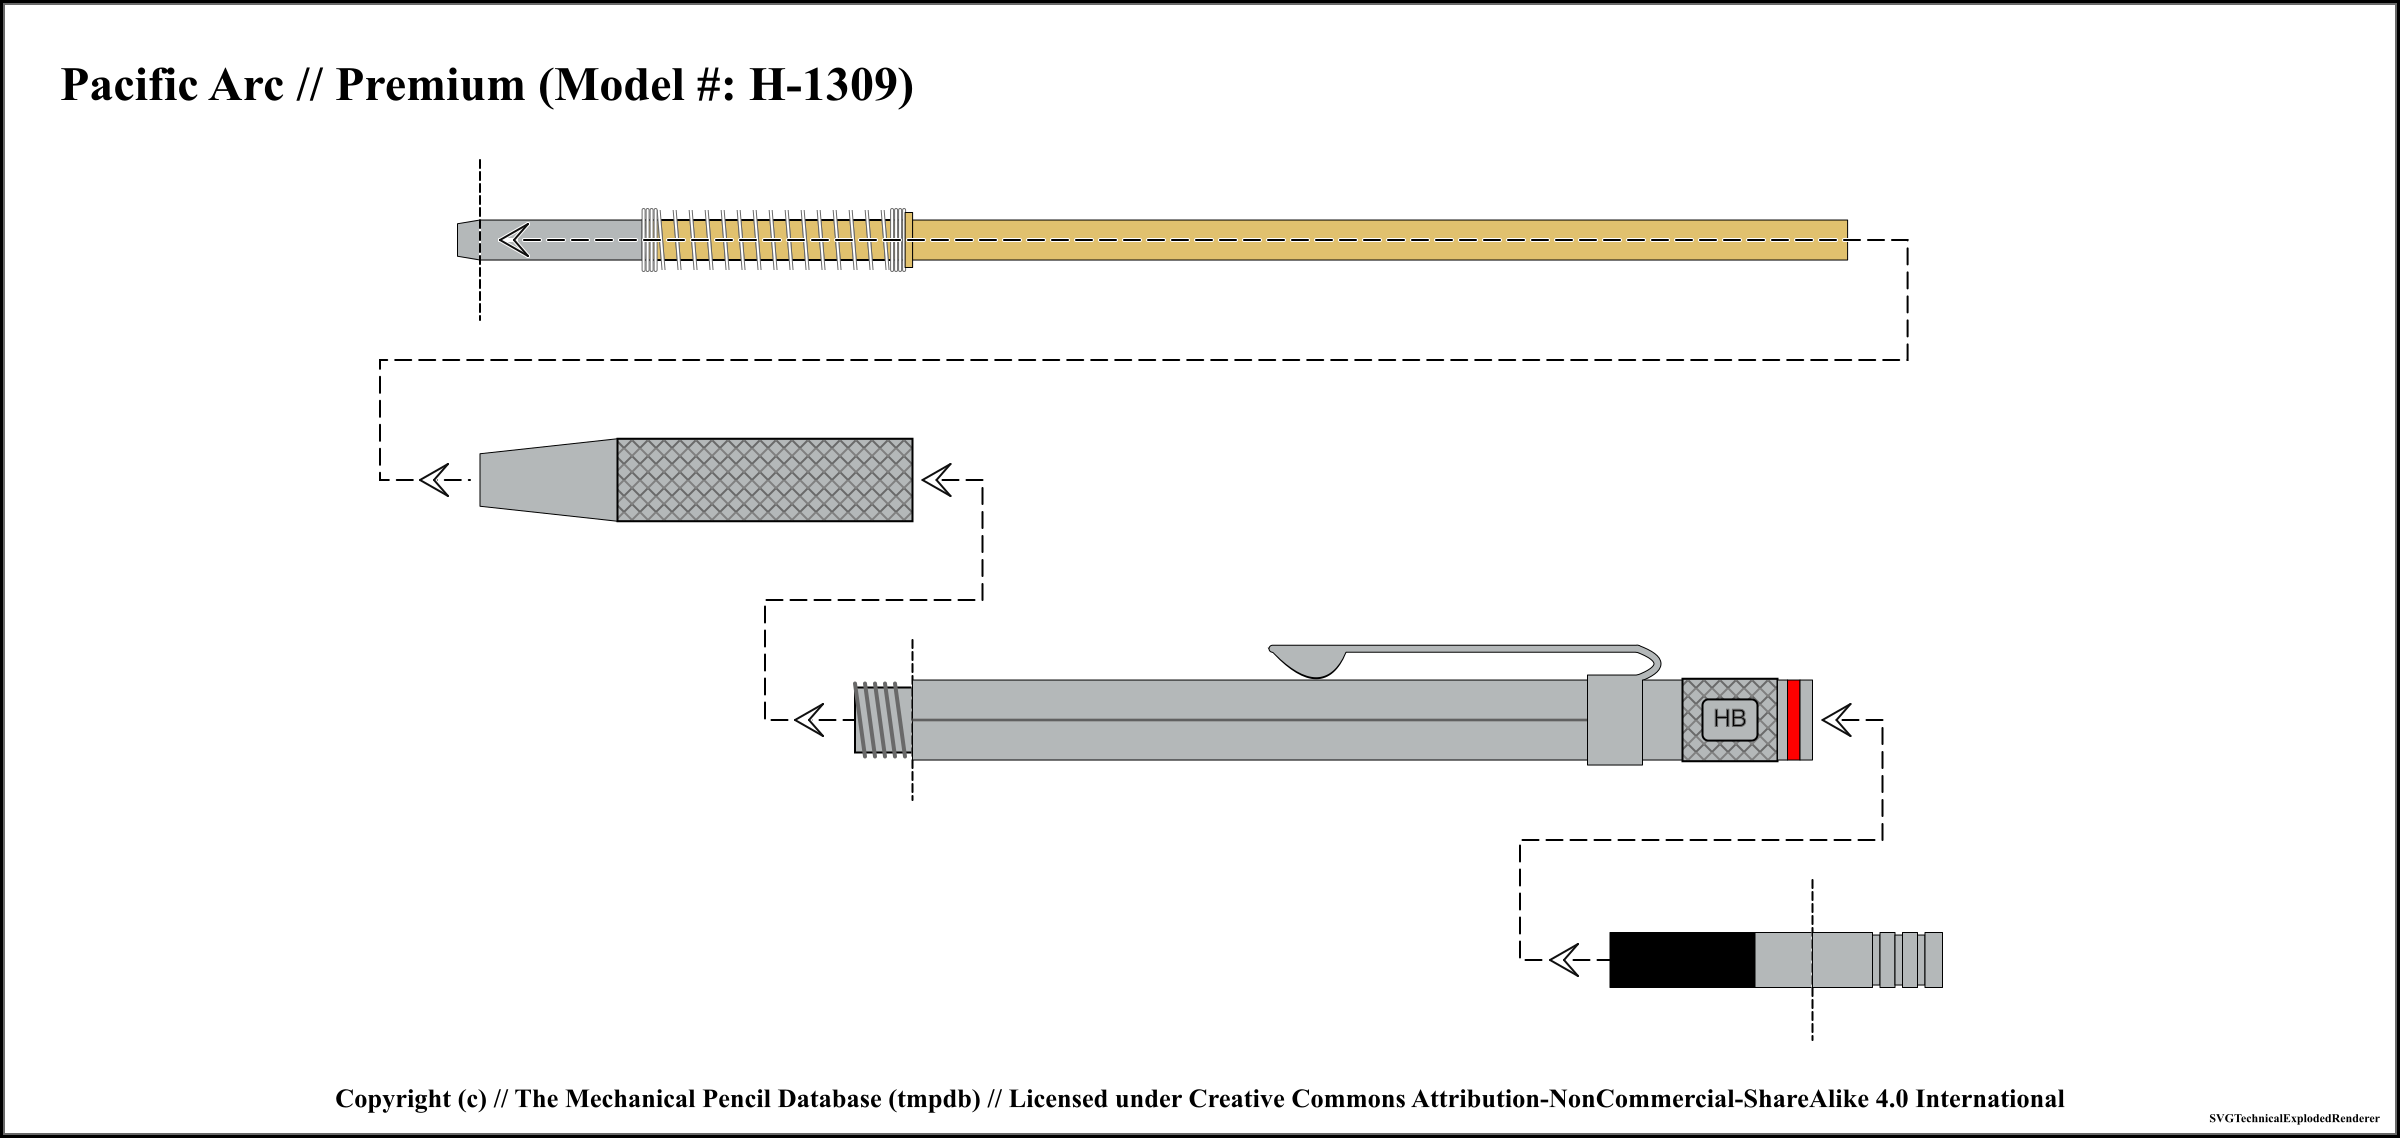 Pacific Arc // Premium (Model #: H-1309)
HB
Copyright (c) // The Mechanical Pencil Database (tmpdb) // Licensed under Creative Commons Attribution-NonCommercial-ShareAlike 4.0 International
SVGTechnicalExplodedRenderer